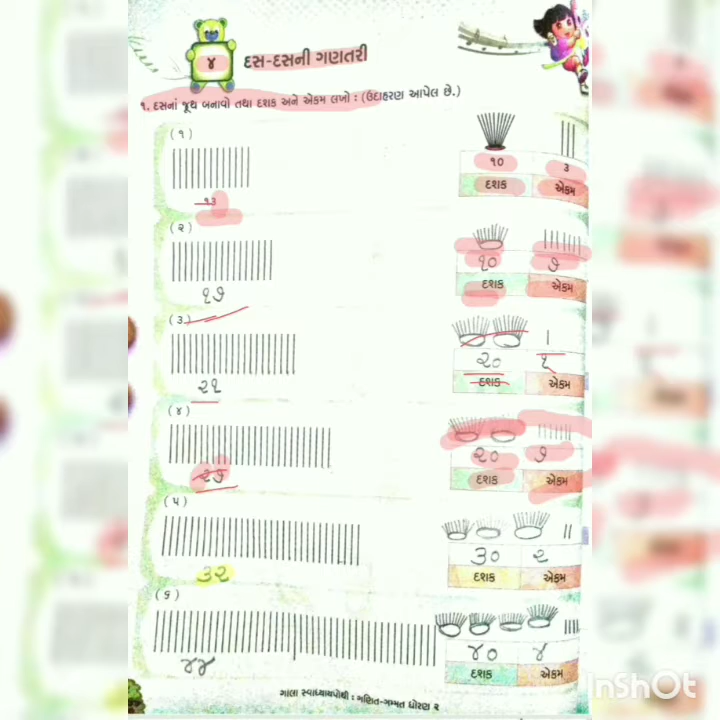 ૪ દસ-દસની ગણતરી
૧. દસનાં જૂથ બનાવો તથા દશક અને એકમ લખો : (ઉદાહરણ આપેલ છે.)
(૧)
૧૩
૧૦ ૩
દશક એકમ
(૨)
૧૭
૧૦ ૭
દશક એકમ
(૩)
૨૧
૨૦ ૧
દશક એકમ
(૪)
૨૭
૨૦ ૭
દશક એકમ
(૫)
૩૨
૩૦ ૨
દશક એકમ
(૬)
૪૪
૪૦ ૪
દશક એકમ
ગાલા સ્વાધ્યાયપોથી : ગણિત-ગમ્મત ધોરણ ૨
InShOt